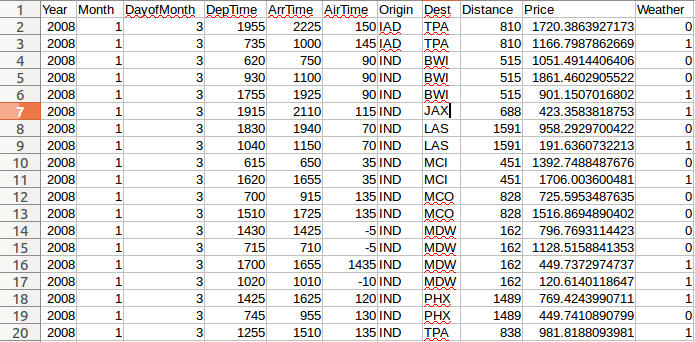 1 Year Month DayofMonth DepTime ArrTime AirTime Origin Dest Distance Price Weather
2 2008 1 3 1955 2225 150 IAD TPA 810 1720.3863927173 0
3 2008 1 3 735 1000 145 IAD TPA 810 1166.7987862669 1
4 2008 1 3 620 750 90 IND BWI 515 1051.4914406406 0
5 2008 1 3 930 1100 90 IND BWI 515 1861.4602905522 0
6 2008 1 3 1755 1925 90 IND BWI 515 901.1507016802 1
7 2008 1 3 1915 2110 115 IND JAX 688 423.3583818753 1
8 2008 1 3 1830 1940 70 IND LAS 1591 958.2929700422 0
9 2008 1 3 1040 1150 70 IND LAS 1591 191.6360732213 1
10 2008 1 3 615 650 35 IND MCI 451 1392.7488487676 0
11 2008 1 3 1620 1655 35 IND MCI 451 1706.003600481 1
12 2008 1 3 700 915 135 IND MCO 828 725.5953487635 0
13 2008 1 3 1510 1725 135 IND MCO 828 1516.8694890402 0
14 2008 1 3 1430 1425 -5 IND MDW 162 796.7693114423 0
15 2008 1 3 715 710 -5 IND MDW 162 1128.5158841353 0
16 2008 1 3 1700 1655 1435 IND MDW 162 449.7372974737 1
17 2008 1 3 1020 1010 -10 IND MDW 162 120.6140118647 1
18 2008 1 3 1425 1625 120 IND PHX 1489 769.4243990711 1
19 2008 1 3 745 955 130 IND PHX 1489 449.7410890799 0
20 2008 1 3 1255 1510 135 IND TPA 838 981.8188093981 1